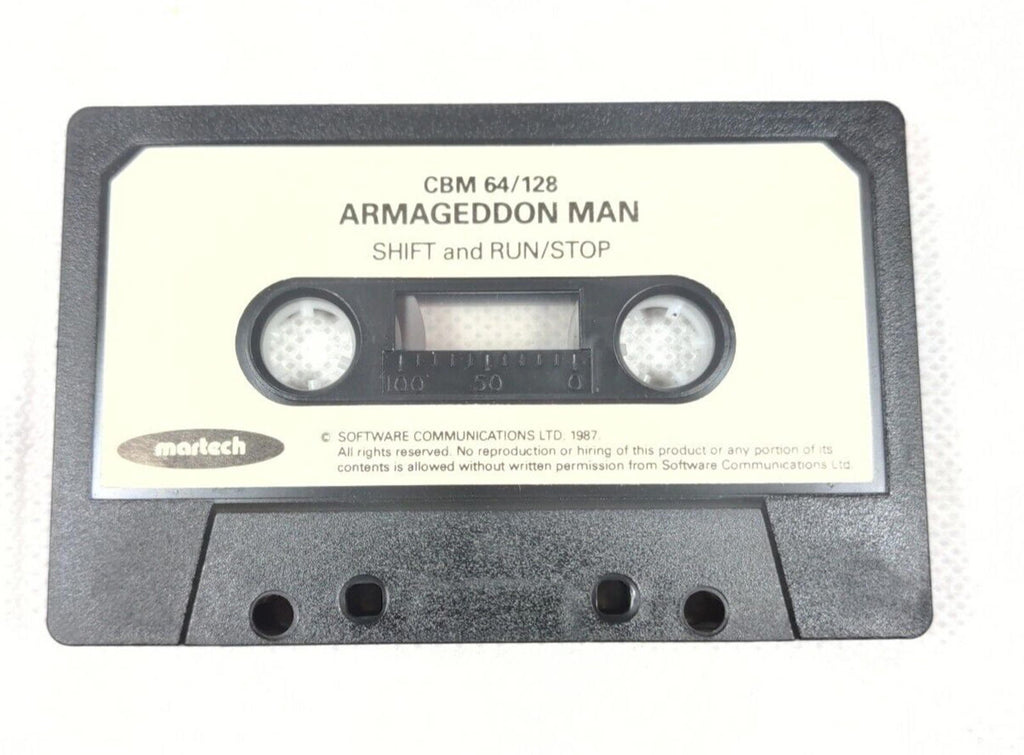 CBM 64/128
ARMAGEDDON MAN
SHIFT and RUN/STOP
100 50 0
martech
© SOFTWARE COMMUNICATIONS LTD. 1987.
All rights reserved. No reproduction or hiring of this product or any portion of its
contents is allowed without written permission from Software Communications Ltd.